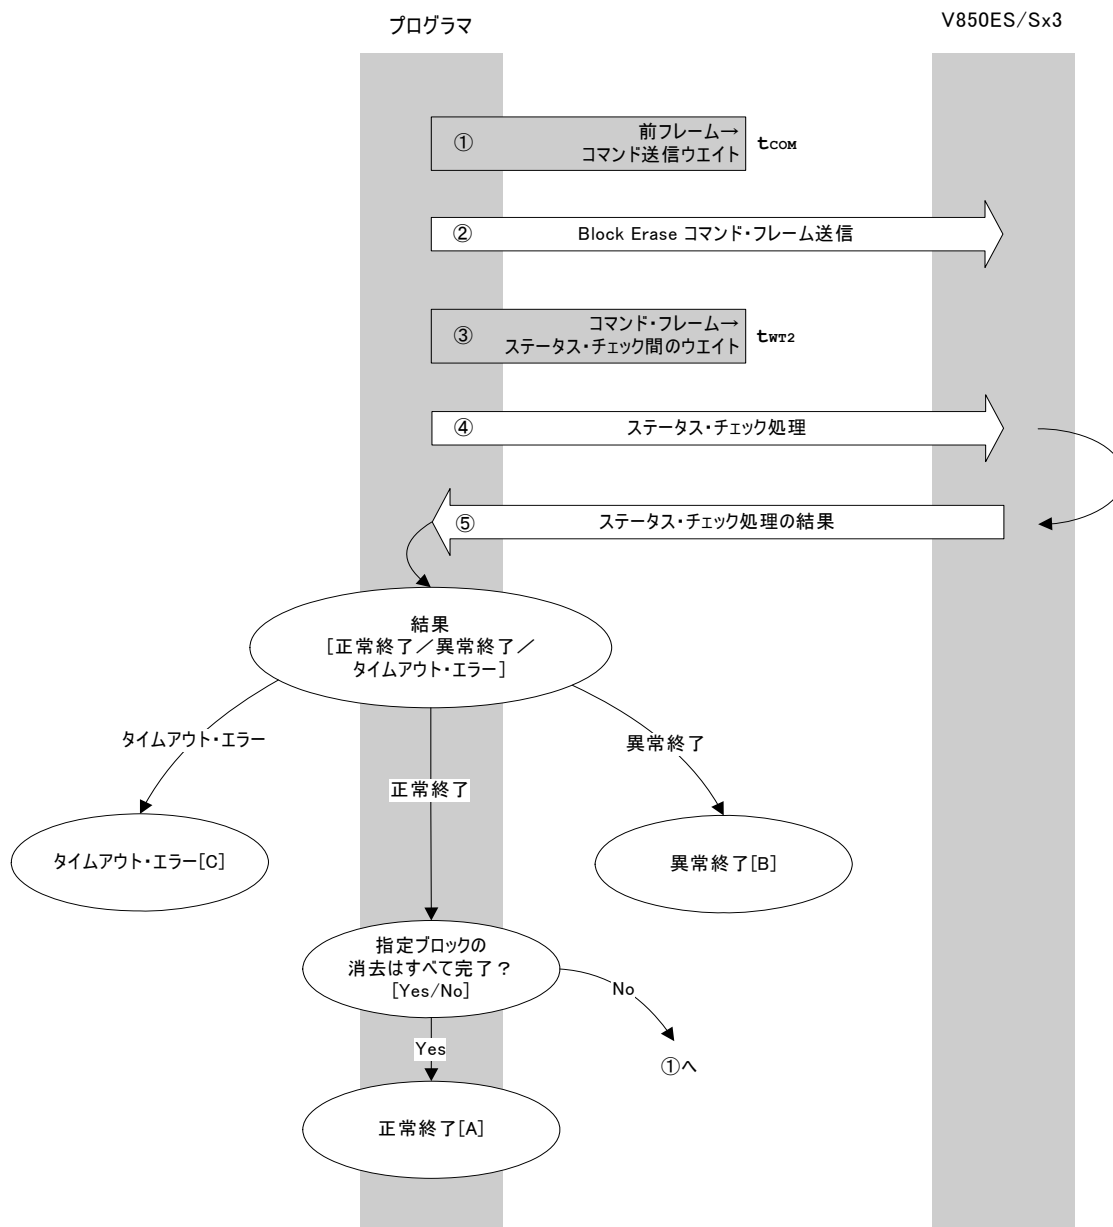 プログラマ
V850ES/Sx3
①
前フレーム→
コマンド送信ウエイト
tCOM
② Block Erase コマンド・フレーム送信
③
コマンド・フレーム→
ステータス・チェック間のウエイト
tWT2
④ ステータス・チェック処理
⑤ ステータス・チェック処理の結果
結果
[正常終了／異常終了／
タイムアウト・エラー]
タイムアウト・エラー
異常終了
正常終了
タイムアウト・エラー[C]
異常終了[B]
指定ブロックの
消去はすべて完了？
[Yes/No]
No
Yes
①へ
正常終了[A]